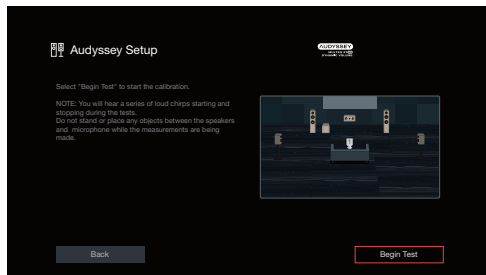 Audyssey Setup
AUDYSSEY
Select "Begin Test" to start the calibration.
NOTE: You will hear a series of loud chirps starting and
stopping during the tests.
Do not stand or place any objects between the speakers
and microphone while the measurements are being
made.
Back
Begin Test